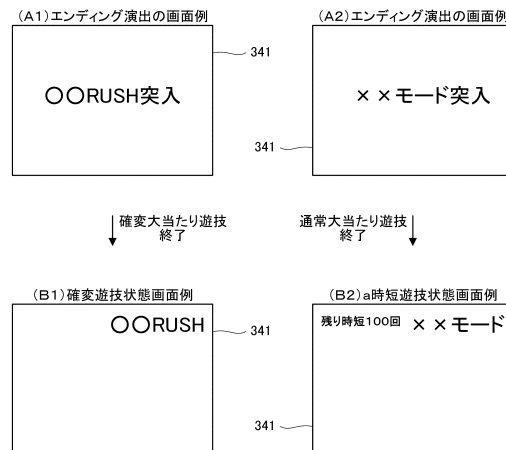 (A1)エンディング演出の画面例
(A2)エンディング演出の画面例
341
〇〇RUSH突入
××モード突入
341
確変大当たり遊技
終了
通常大当たり遊技
終了
(B1)確変遊技状態画面例
(B2)a時短遊技状態画面例
〇〇RUSH
341
残り時短100回 ××モード
341